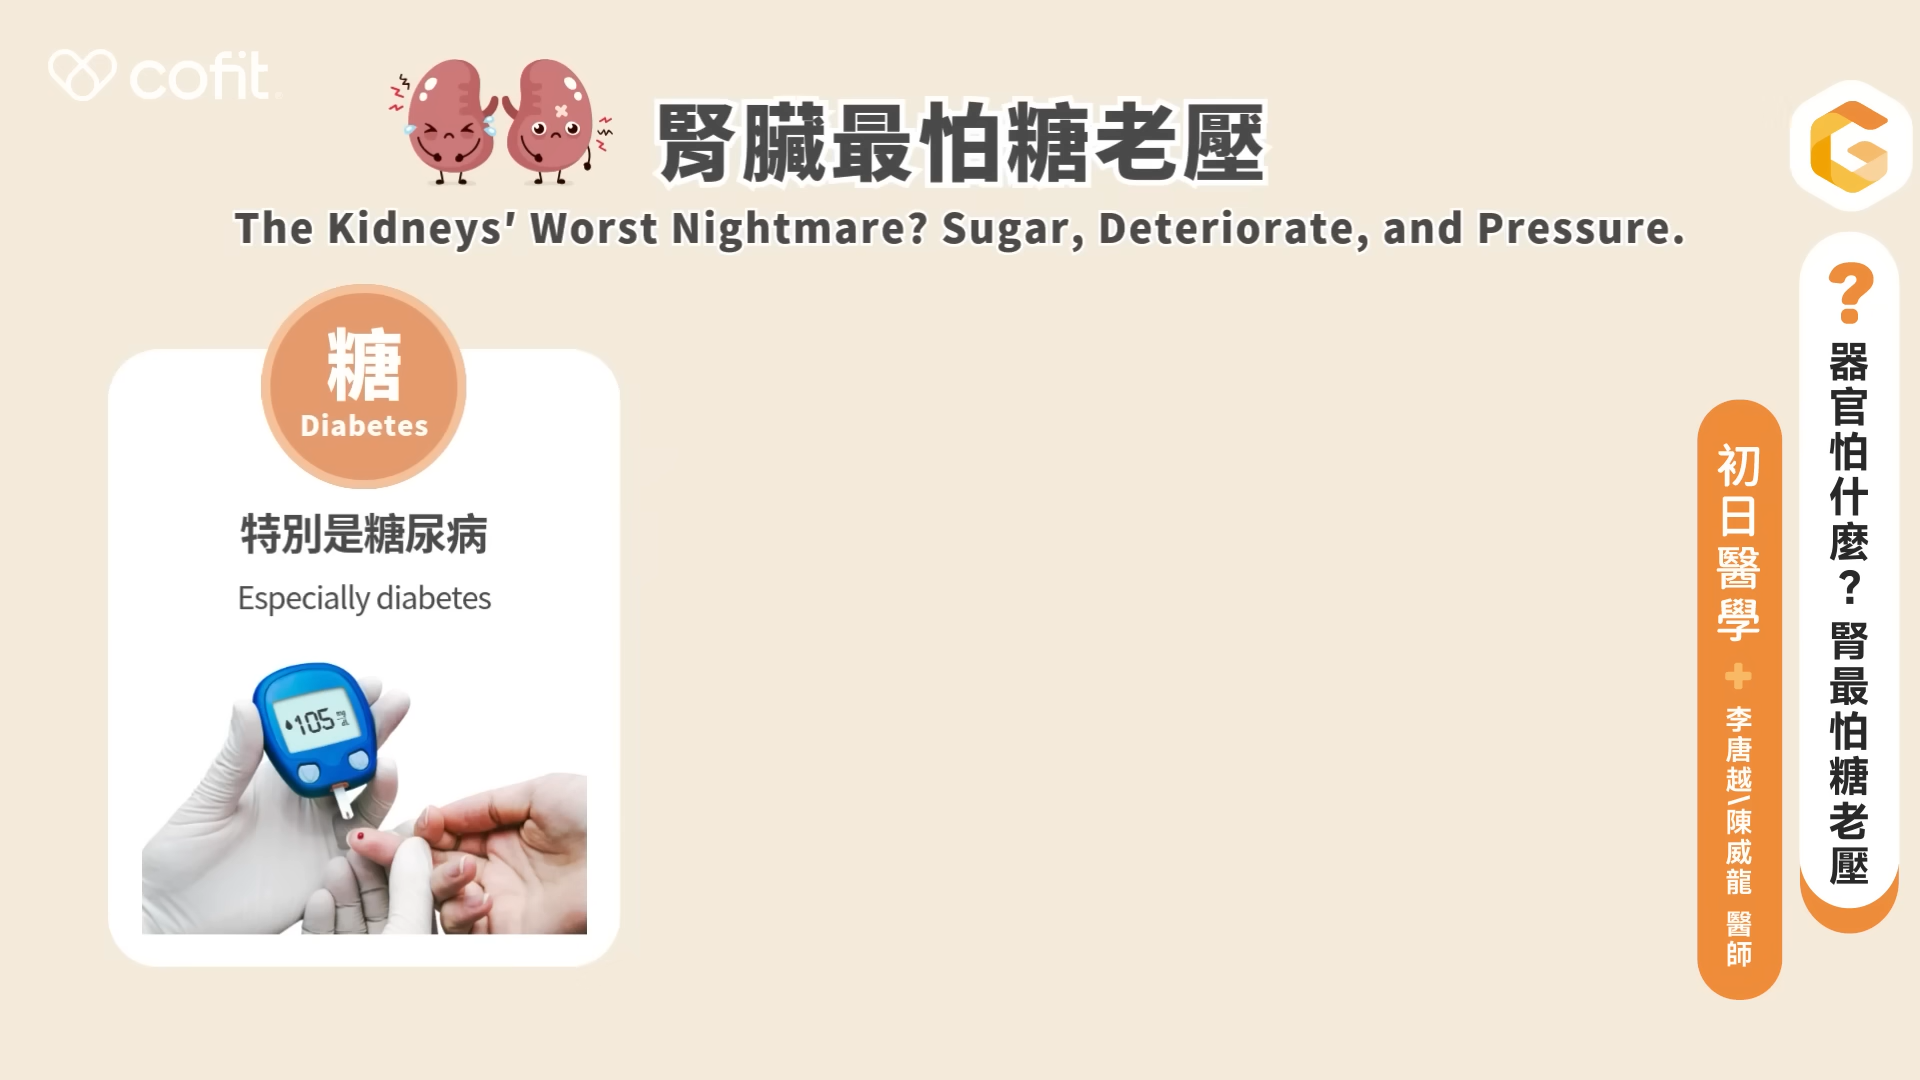 cofit
腎臟最怕糖老壓
The Kidneys' Worst Nightmare? Sugar, Deteriorate, and Pressure.
糖
Diabetes
特別是糖尿病
Especially diabetes
105
?
器官怕什麼?腎最怕糖老壓
初日醫學
李唐越/陳威龍 醫師